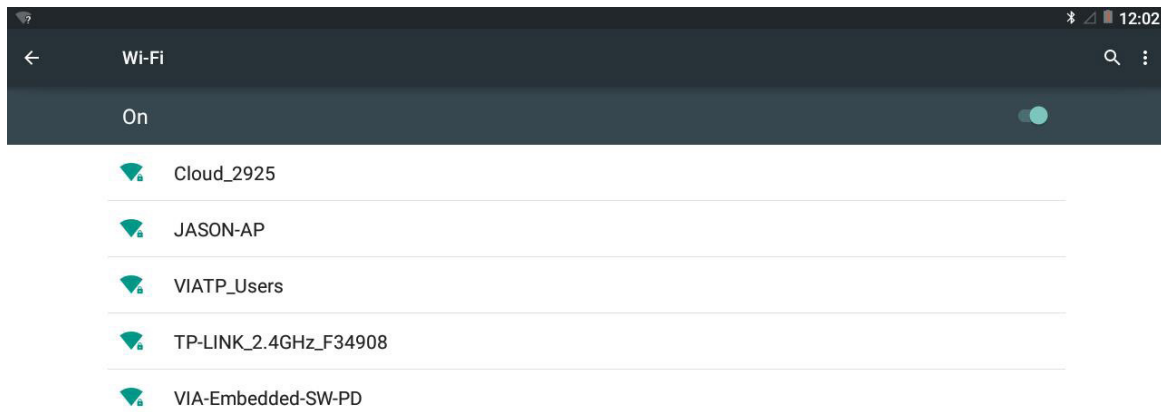 12:02
Wi-Fi
On
Cloud_2925
JASON-AP
VIATP_Users
TP-LINK_2.4GHz_F34908
VIA-Embedded-SW-PD